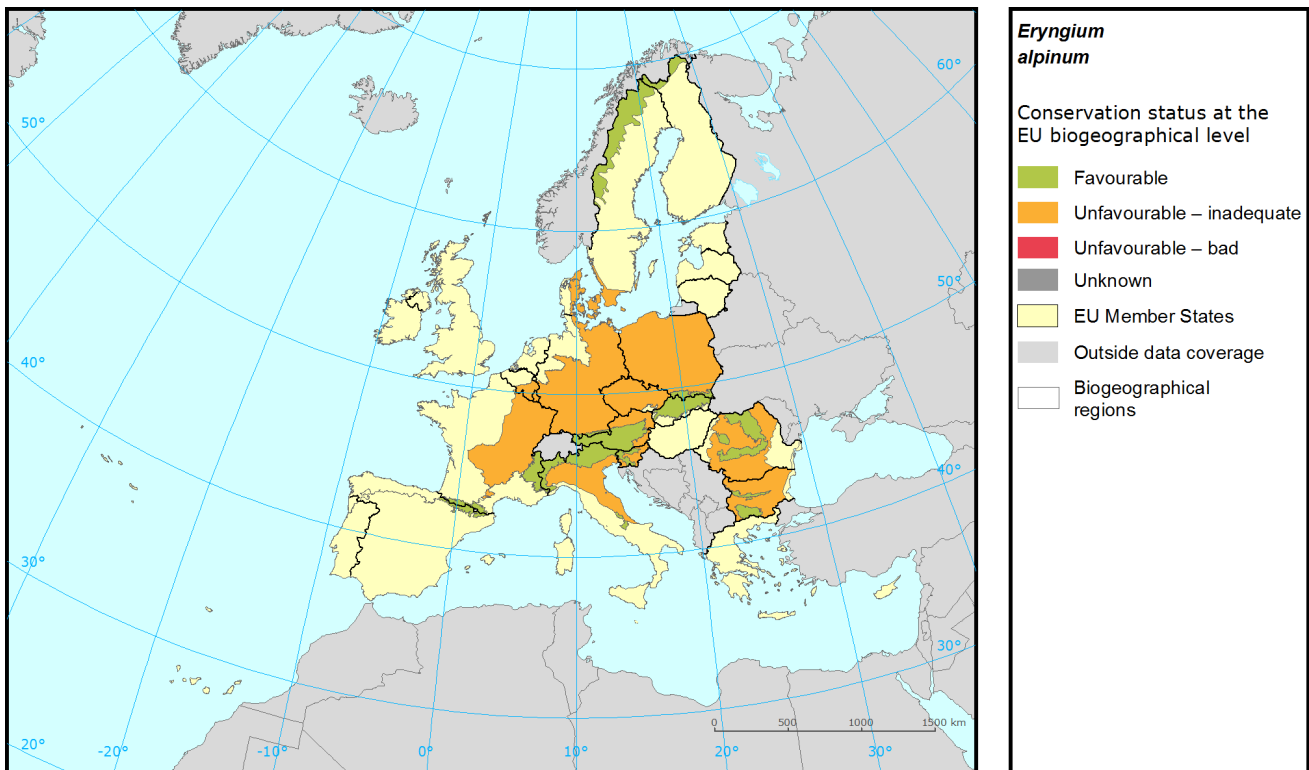 60°
50°
50°
40°
40°
30°
30°
20°
-20°
-10°
0°
10°
20°
30°
0
500
1000
1500 km
Eryngium
alpinum
Conservation status at the
EU biogeographical level
Favourable
Unfavourable – inadequate
Unfavourable – bad
Unknown
EU Member States
Outside data coverage
Biogeographical
regions